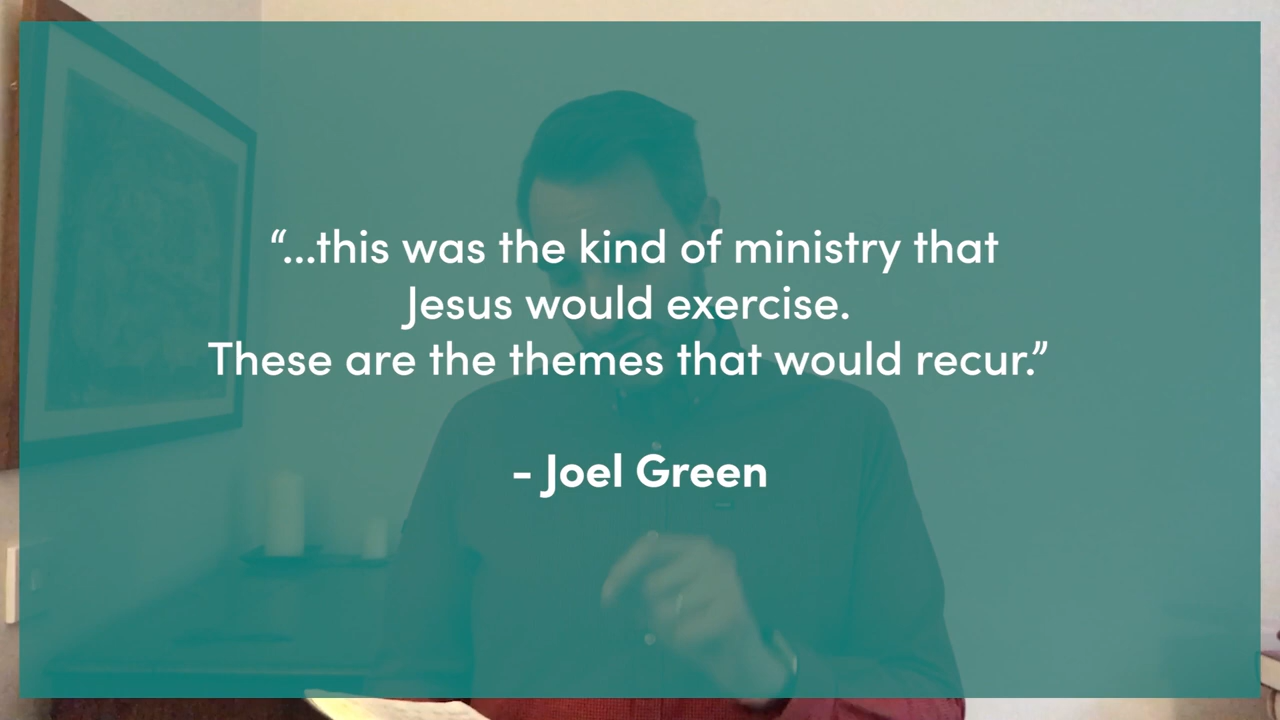 “...this was the kind of ministry that
Jesus would exercise.
These are the themes that would recur.”
- Joel Green